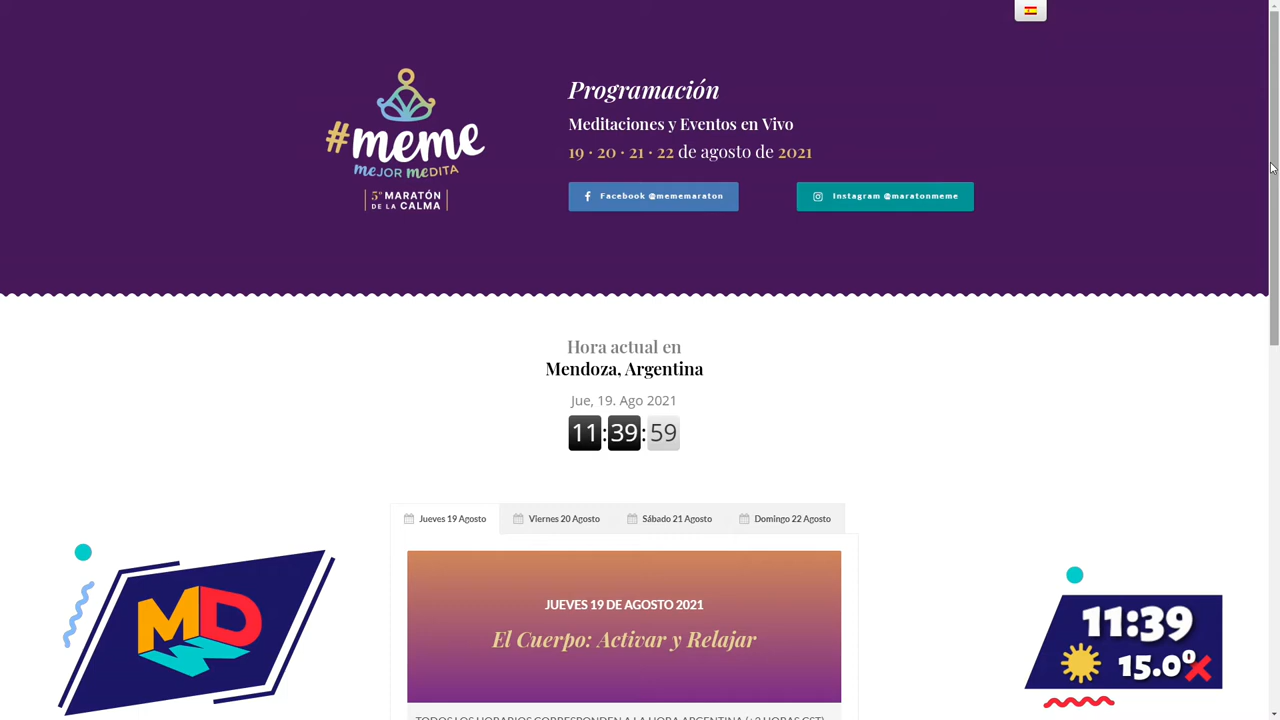 #meme
meJOR meDITA
5º MARATÓN
DE LA CALMA
Programación
Meditaciones y Eventos en Vivo
19 · 20 · 21 · 22 de agosto de 2021
Facebook @mememaraton
Instagram @maratonmeme
Hora actual en
Mendoza, Argentina
Jue, 19. Ago 2021
11:39:59
Jueves 19 Agosto
Viernes 20 Agosto
Sábado 21 Agosto
Domingo 22 Agosto
JUEVES 19 DE AGOSTO 2021
El Cuerpo: Activar y Relajar
MD
11:39
15.0º